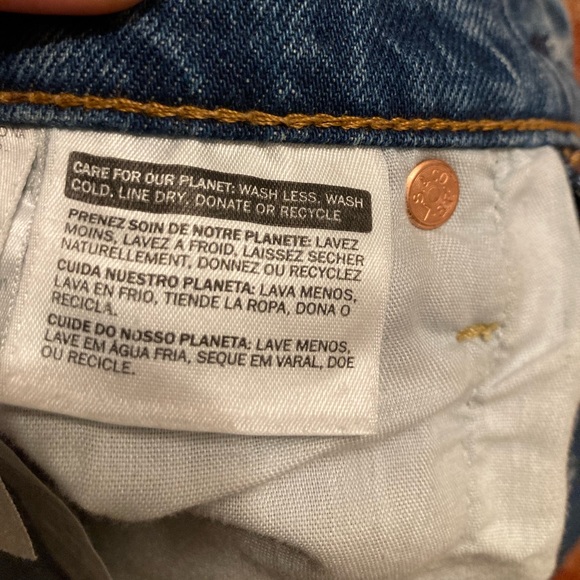 CARE FOR OUR PLANET: WASH LESS, WASH
COLD, LINE DRY, DONATE OR RECYCLE
PRENEZ SOIN DE NOTRE PLANETE: LAVEZ
MOINS, LAVEZ A FROID, LAISSEZ SECHER
NATURELLEMENT, DONNEZ OU RECYCLEZ
CUIDA NUESTRO PLANETA: LAVA MENOS,
LAVA EN FRIO, TIENDE LA ROPA, DONA O
RECICLA.
CUIDE DO NOSSO PLANETA: LAVE MENOS,
LAVE EM ÁGUA FRIA, SEQUE EM VARAL, DOE
OU RECICLE.